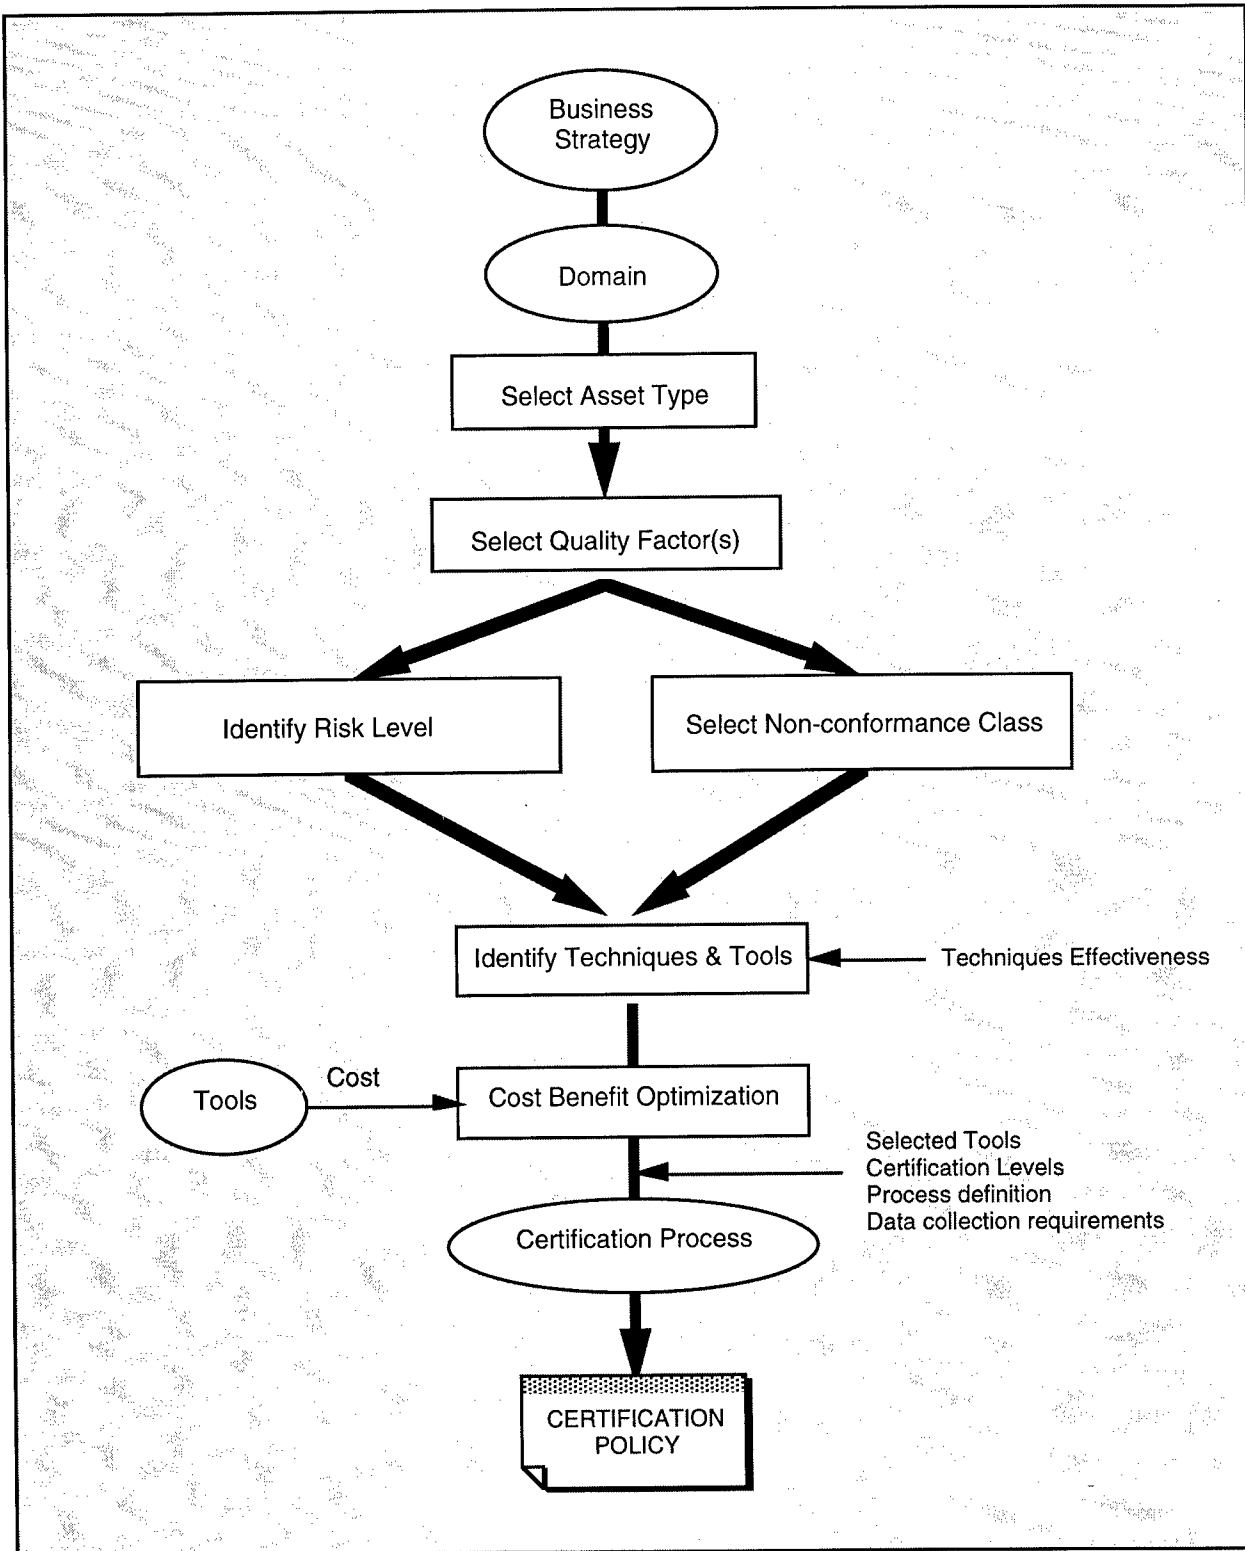 Business
Strategy
Domain
Select Asset Type
Select Quality Factor(s)
Identify Risk Level
Select Non-conformance Class
Identify Techniques & Tools
Techniques Effectiveness
Tools
Cost
Cost Benefit Optimization
Selected Tools
Certification Levels
Process definition
Data collection requirements
Certification Process
CERTIFICATION
POLICY